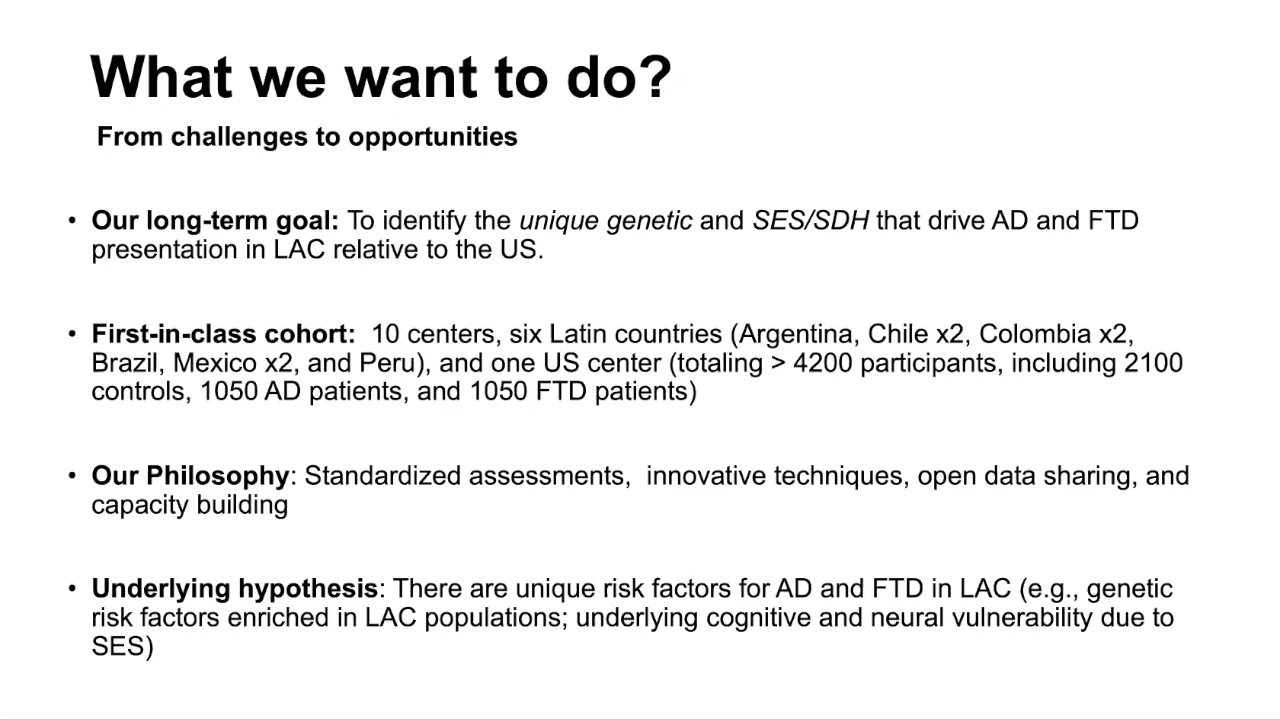 What we want to do?
From challenges to opportunities
• Our long-term goal: To identify the unique genetic and SES/SDH that drive AD and FTD
presentation in LAC relative to the US.
• First-in-class cohort:  10 centers, six Latin countries (Argentina, Chile x2, Colombia x2,
Brazil, Mexico x2, and Peru), and one US center (totaling > 4200 participants, including 2100
controls, 1050 AD patients, and 1050 FTD patients)
• Our Philosophy: Standardized assessments,  innovative techniques, open data sharing, and
capacity building
• Underlying hypothesis: There are unique risk factors for AD and FTD in LAC (e.g., genetic
risk factors enriched in LAC populations; underlying cognitive and neural vulnerability due to
SES)